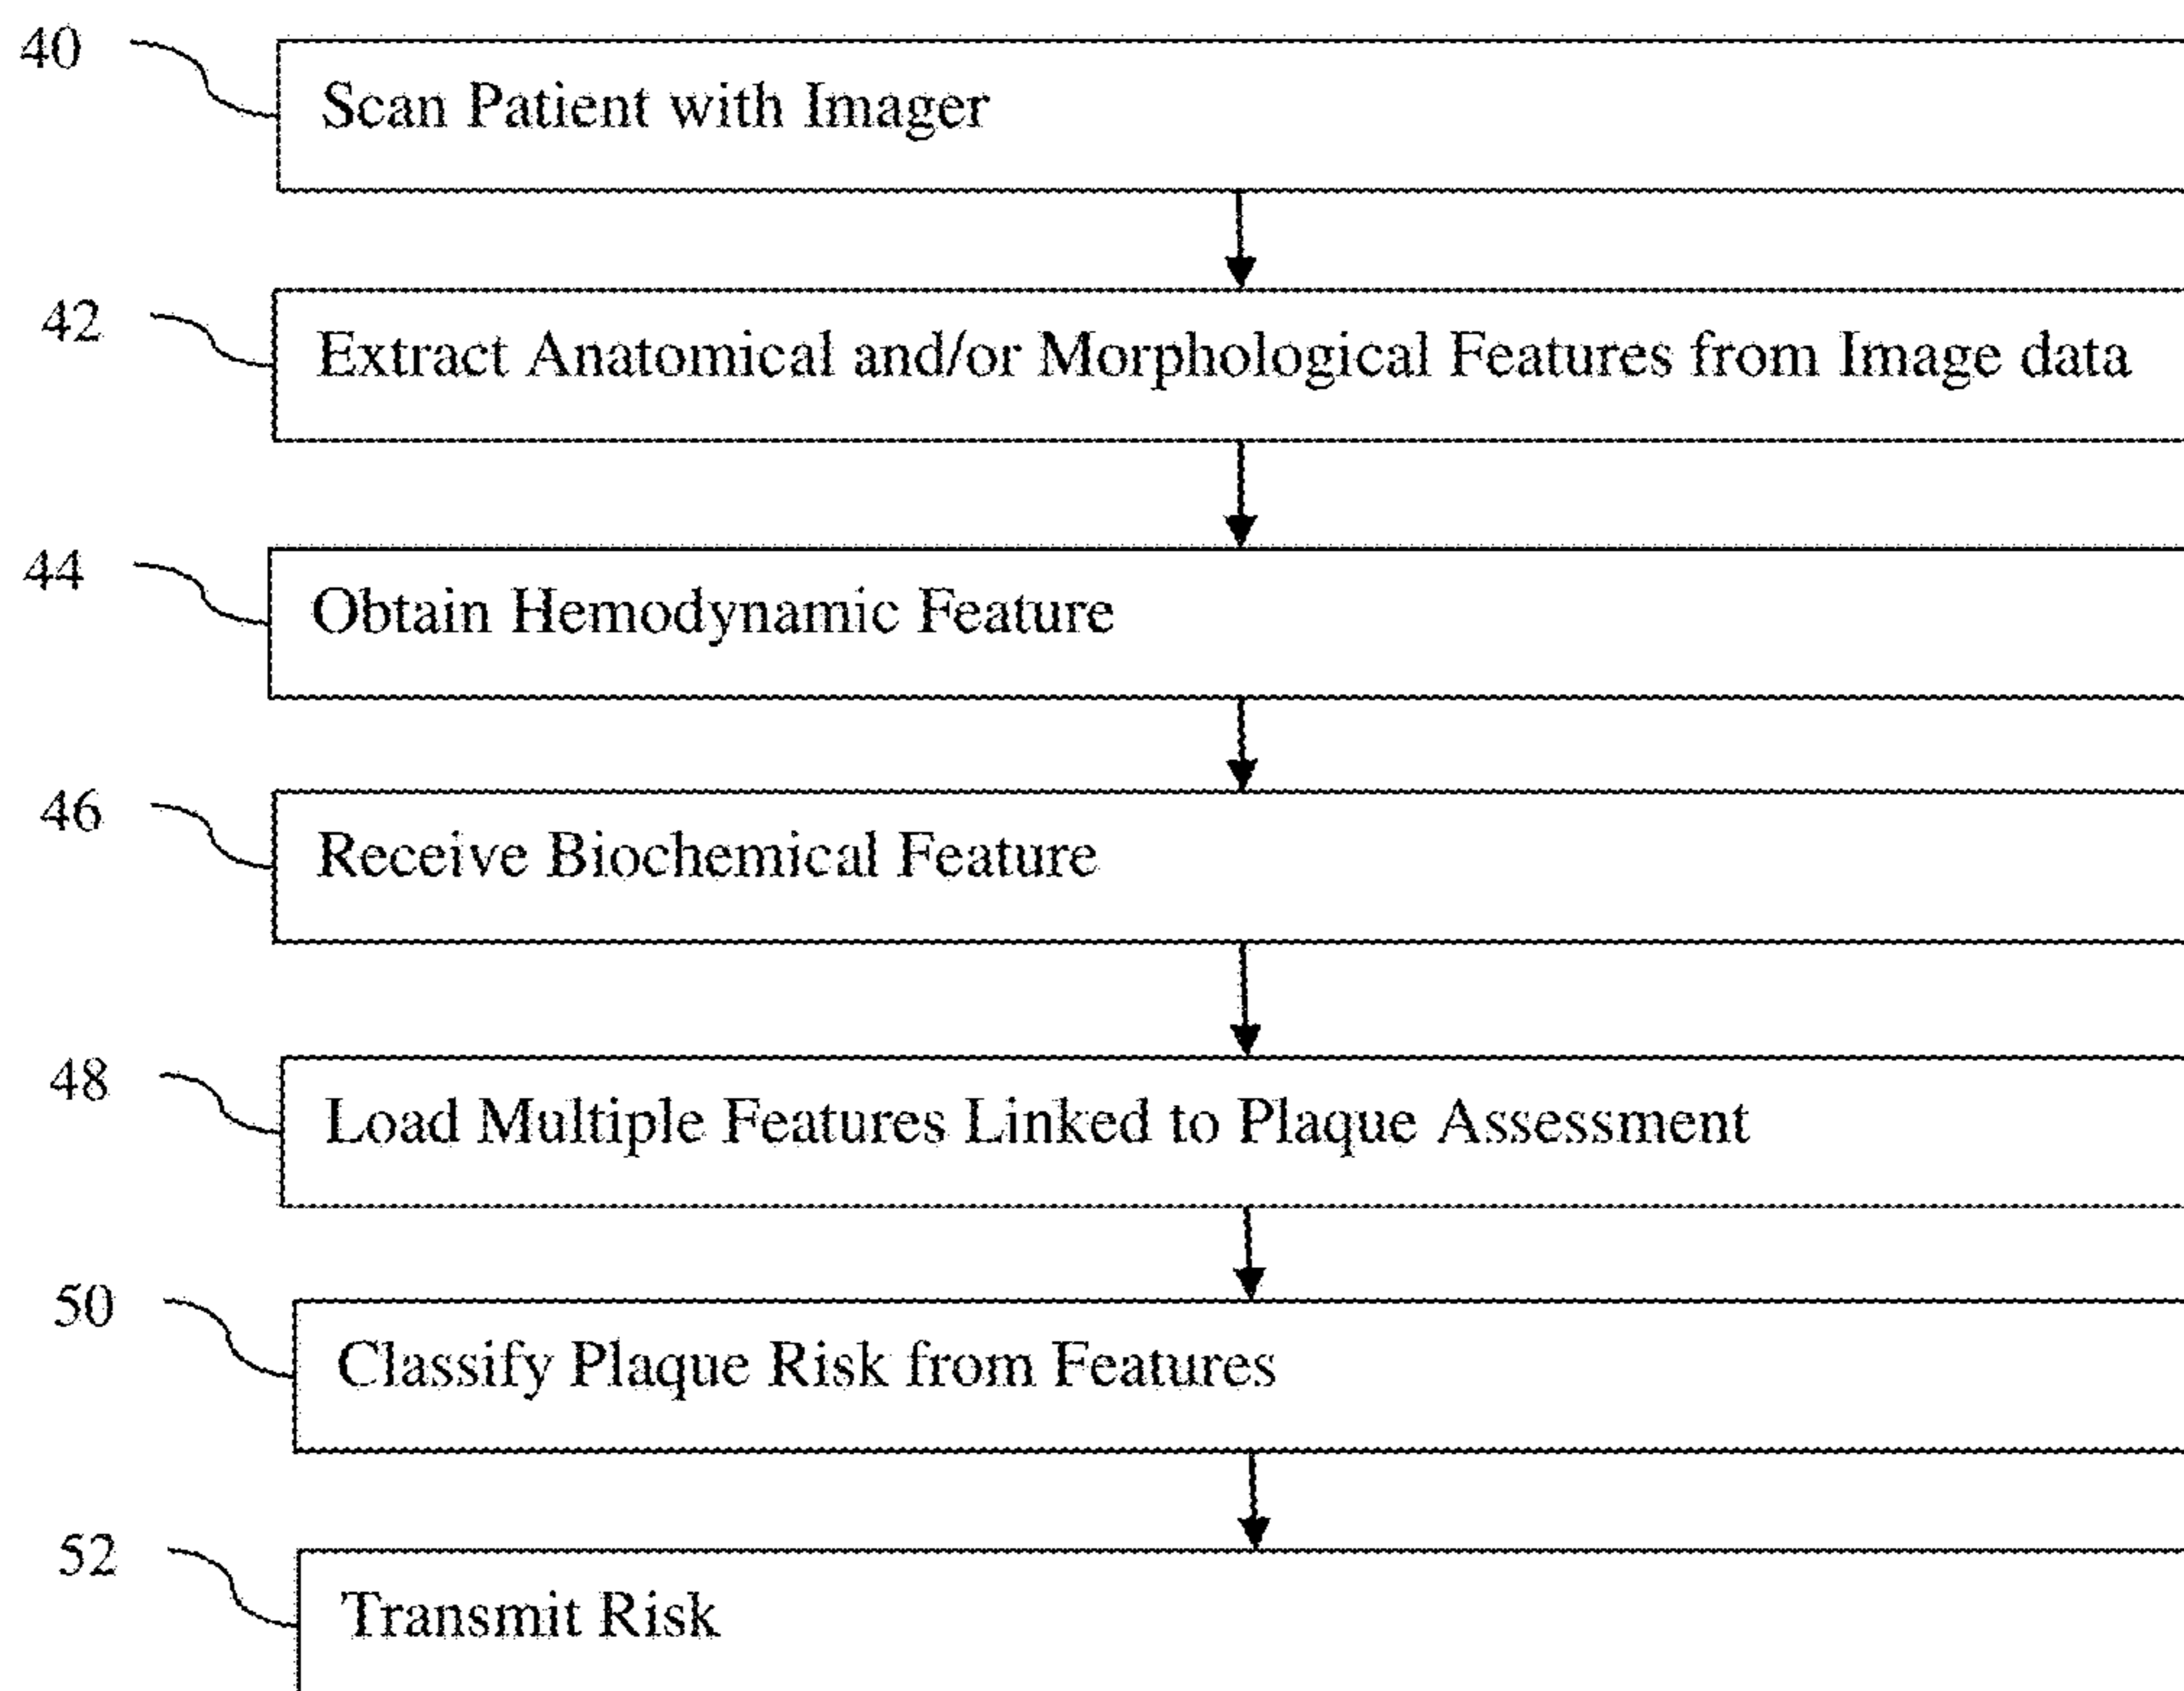 40
Scan Patient with Imager
42
Extract Anatomical and/or Morphological Features from Image data
44
Obtain Hemodynamic Feature
46
Receive Biochemical Feature
48
Load Multiple Features Linked to Plaque Assessment
50
Classify Plaque Risk from Features
52
Transmit Risk